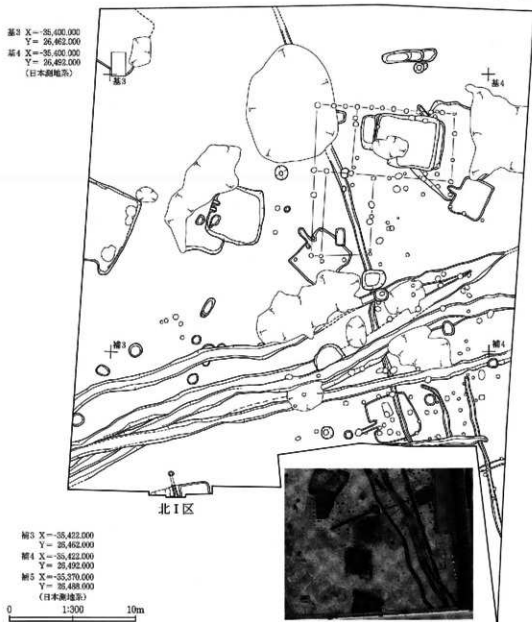 基3 X=-35,400.000
Y= 26,462.000
基4 X=-35,400.000
Y= 26,492.000
(日本測地系)
基3
基4
補3
補4
北Ⅰ区
補3 X=-35,422.000
Y= 26,462.000
補4 X=-35,422.000
Y= 26,492.000
補5 X=-35,370.000
Y= 26,488.000
(日本測地系)
0 1:300 10m